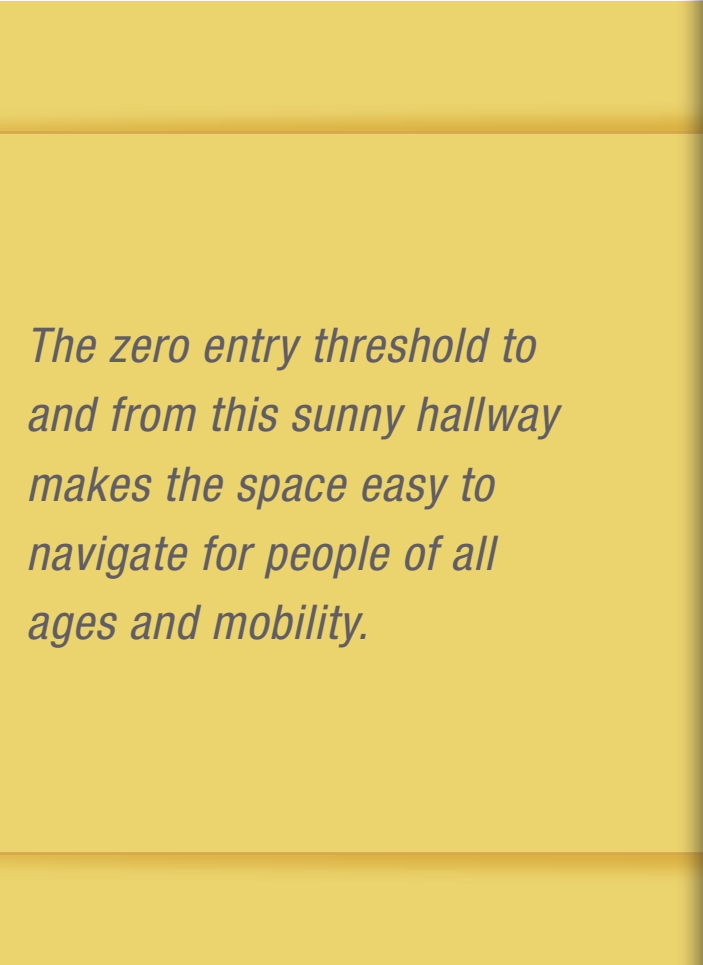 The zero entry threshold to
and from this sunny hallway
makes the space easy to
navigate for people of all
ages and mobility.